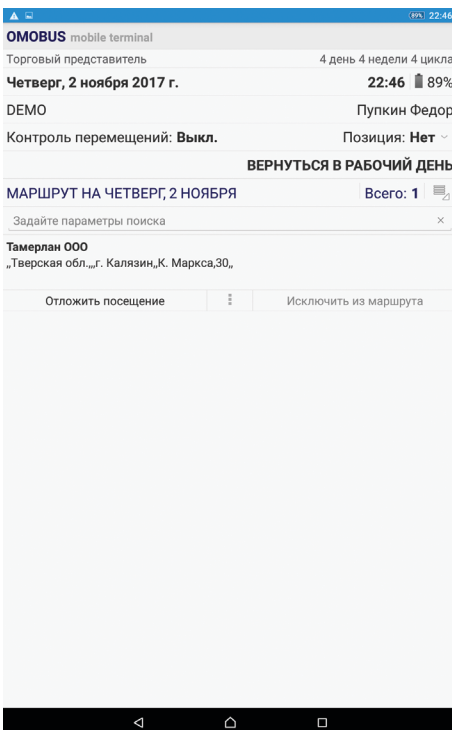 89% 22:46
OMOBUS mobile terminal
Торговый представитель 4 день 4 недели 4 цикла
Четверг, 2 ноября 2017 г. 22:46 89%
DEMO Пупкин Федор
Контроль перемещений: Выкл. Позиция: Нет
ВЕРНУТЬСЯ В РАБОЧИЙ ДЕНЬ
МАРШРУТ НА ЧЕТВЕРГ, 2 НОЯБРЯ Всего: 1
Задайте параметры поиска ×
Тамерлан ООО
,,Тверская обл.,,,г. Калязин,,К. Маркса,30,,
Отложить посещение Исключить из маршрута